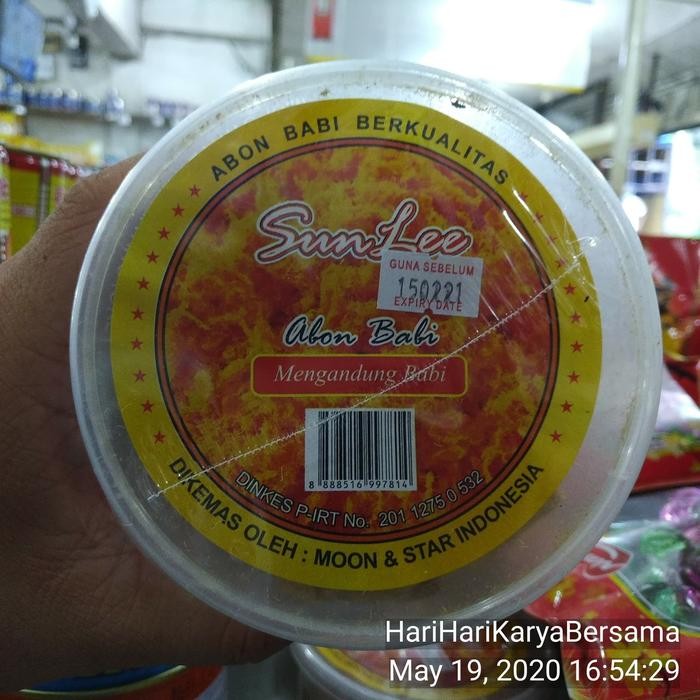 ABON BABI BERKUALITAS
SunLee
GUNA SEBELUM
150221
EXPIRY DATE
Abon Babi
Mengandung Babi
8 888516 997814
DINKES P-IRT No. 201 1275 0 532
DIKEMAS OLEH : MOON & STAR INDONESIA
HariHariKaryaBersama
May 19, 2020 16:54:29